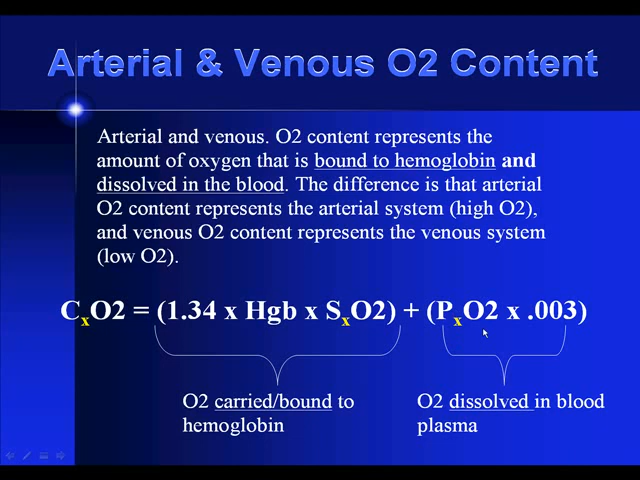 Arterial & Venous O2 Content
Arterial and venous. O2 content represents the
amount of oxygen that is bound to hemoglobin and
dissolved in the blood. The difference is that arterial
O2 content represents the arterial system (high O2),
and venous O2 content represents the venous system
(low O2).
CxO2 = (1.34 x Hgb x SxO2) + (PxO2 x .003)
O2 carried/bound to
hemoglobin
O2 dissolved in blood
plasma